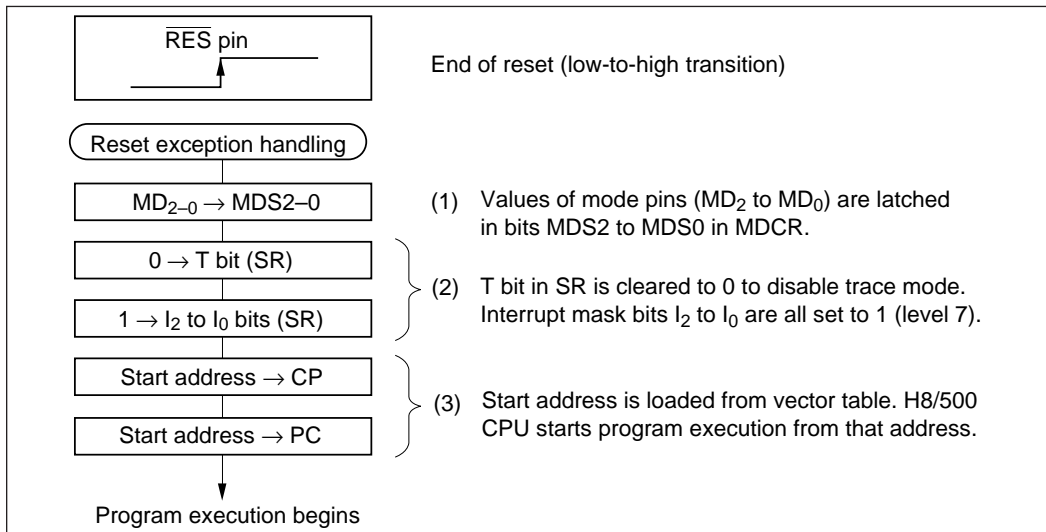 RES pin
End of reset (low-to-high transition)
Reset exception handling
MD2–0 → MDS2–0
(1) Values of mode pins (MD2 to MD0) are latched
in bits MDS2 to MDS0 in MDCR.
0 → T bit (SR)
1 → I2 to I0 bits (SR)
(2) T bit in SR is cleared to 0 to disable trace mode.
Interrupt mask bits I2 to I0 are all set to 1 (level 7).
Start address → CP
Start address → PC
(3) Start address is loaded from vector table. H8/500
CPU starts program execution from that address.
Program execution begins